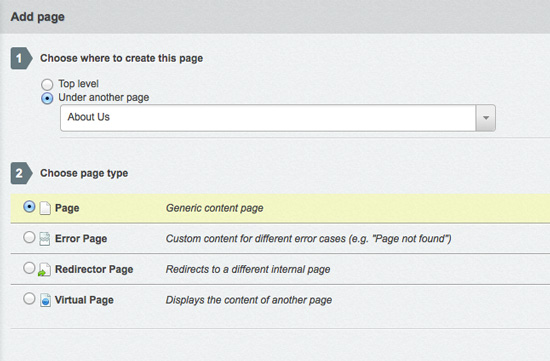 Add page
1 Choose where to create this page
Top level
Under another page
About Us
2 Choose page type
Page Generic content page
Error Page Custom content for different error cases (e.g. "Page not found")
Redirector Page Redirects to a different internal page
Virtual Page Displays the content of another page